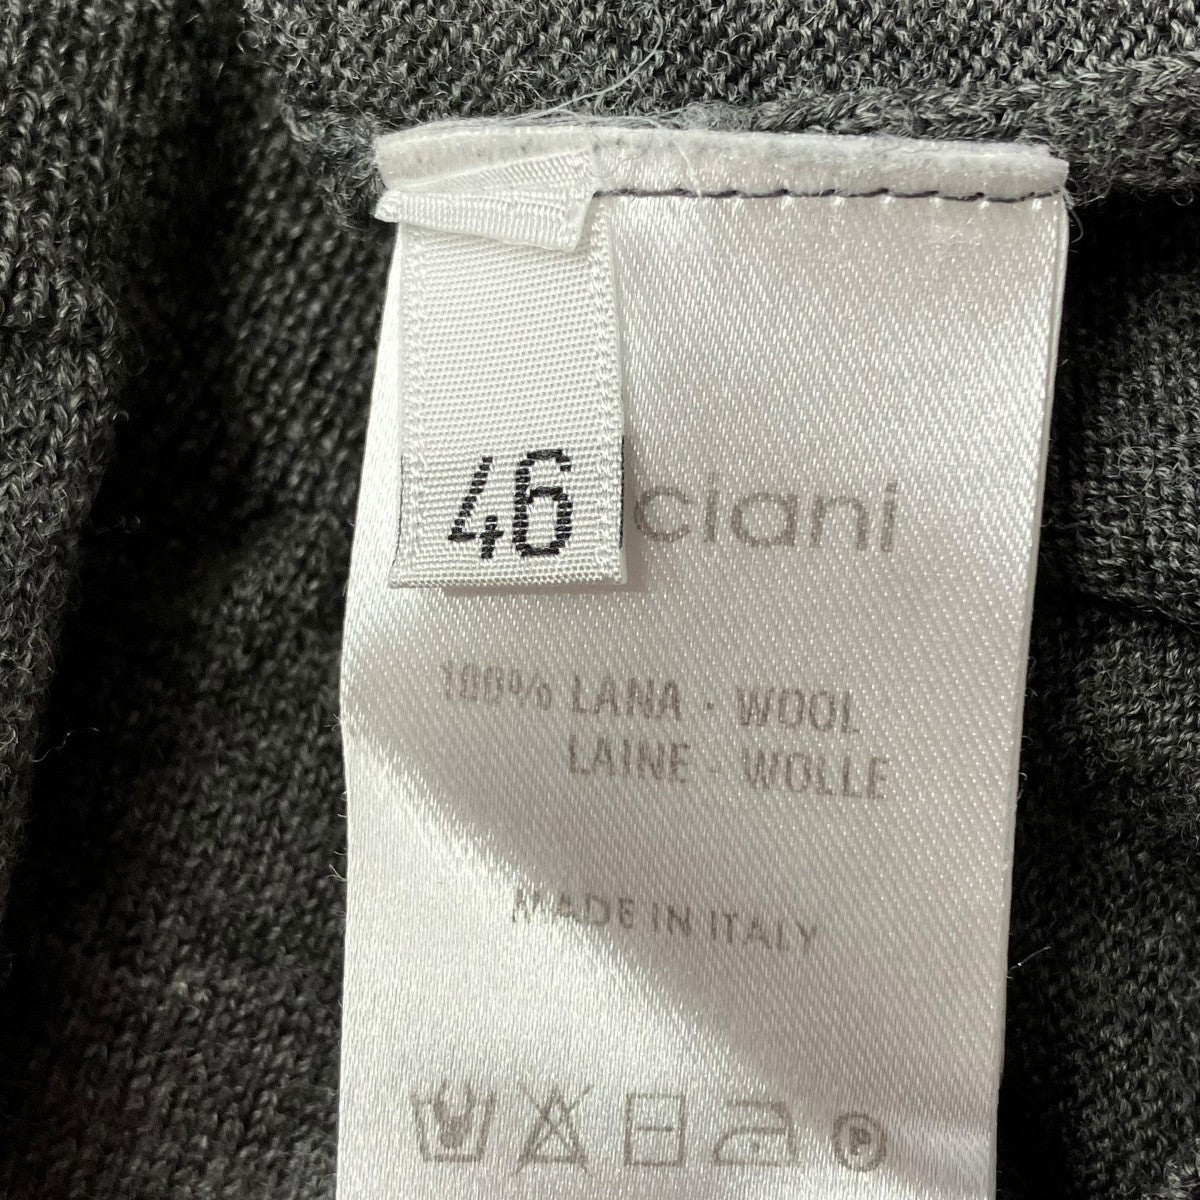 46
ciani
100% LANA · WOOL
LAINE - WOLLE
MADE IN ITALY
P